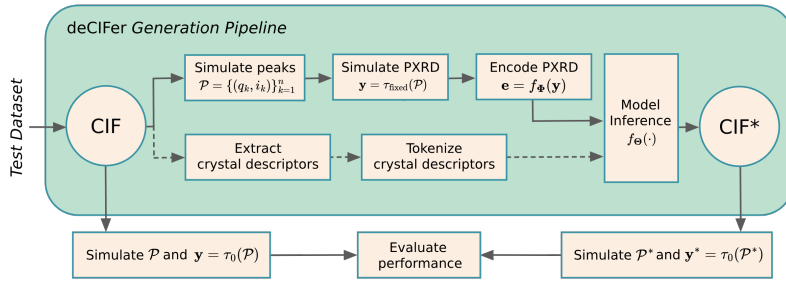 deCIFer Generation Pipeline
Test Dataset
CIF
Simulate peaks
𝒫 = {(q_k, i_k)}_{k=1}^n
Simulate PXRD
y = τ_fixed(𝒫)
Encode PXRD
e = f_Φ(y)
Model
Inference
f_Θ(·)
CIF*
Extract
crystal descriptors
Tokenize
crystal descriptors
Simulate 𝒫 and y = τ_0(𝒫)
Evaluate
performance
Simulate 𝒫* and y* = τ_0(𝒫*)